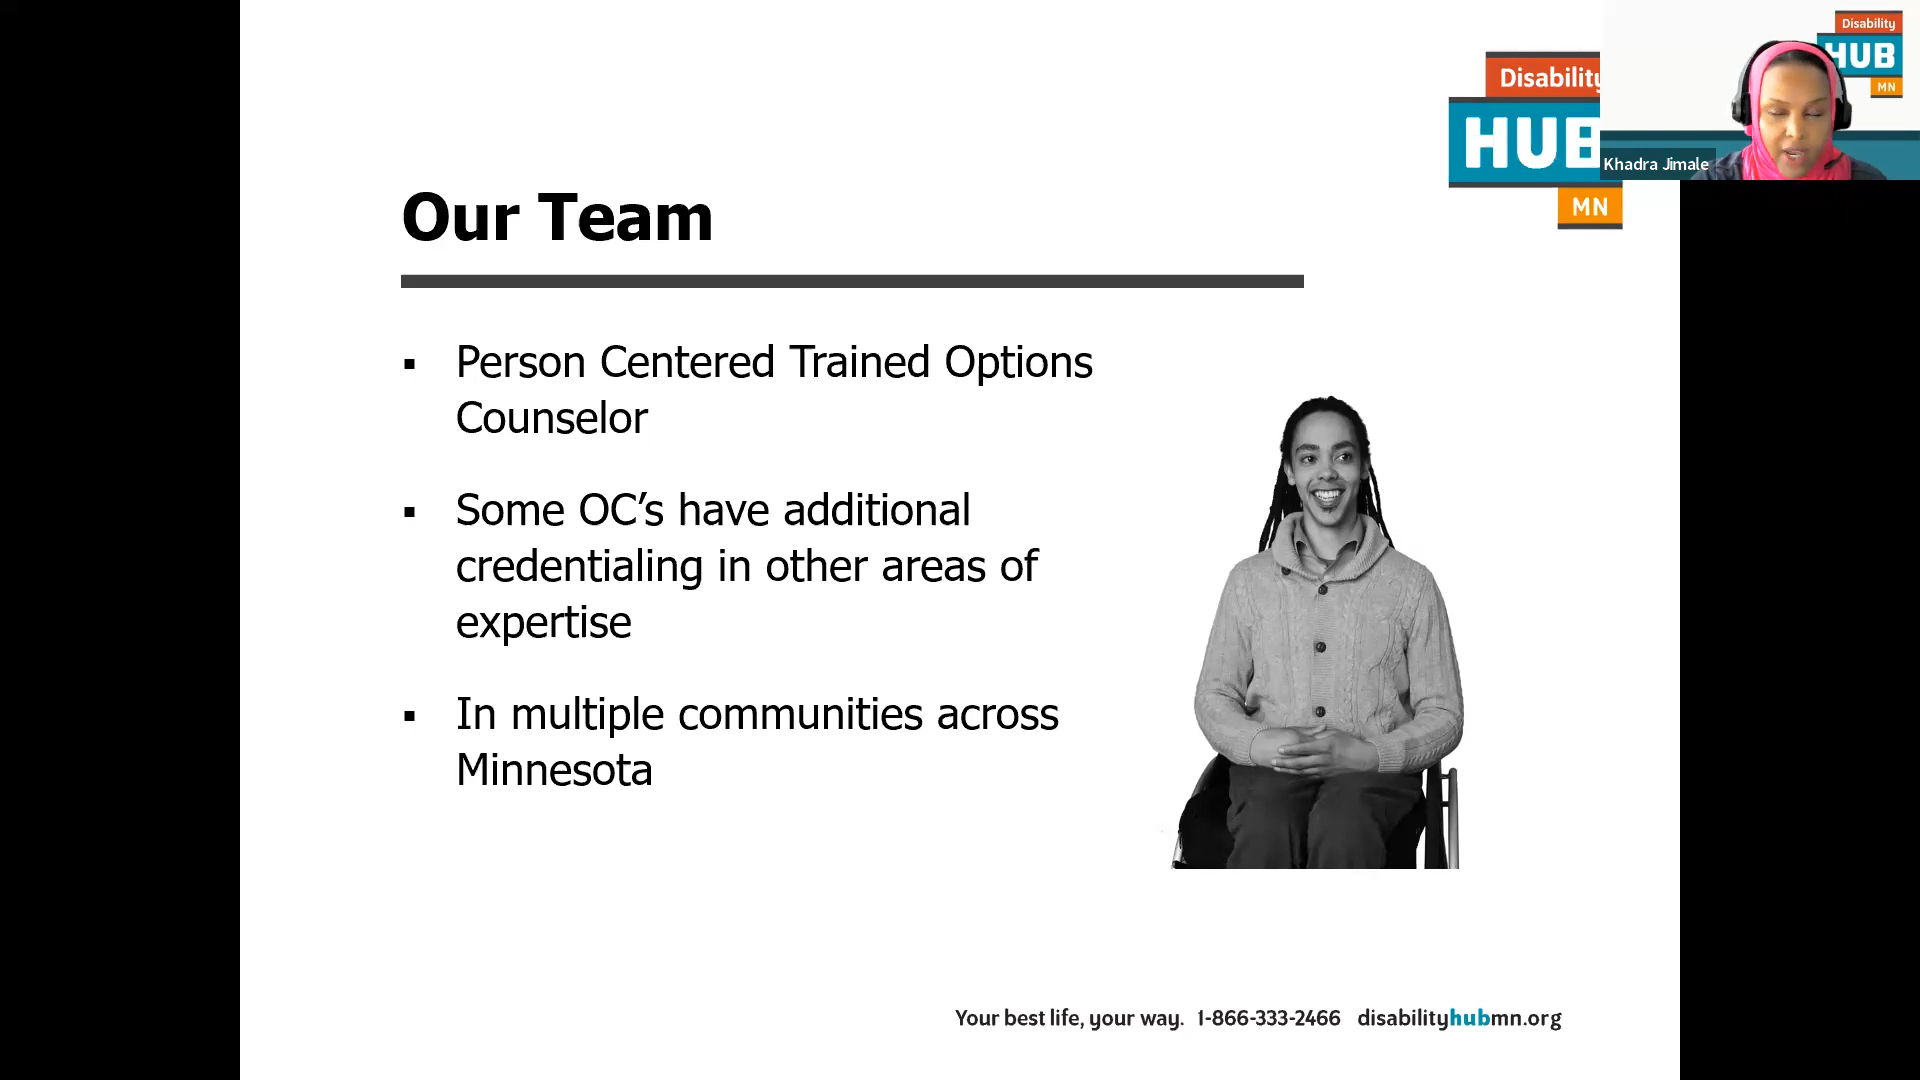 Disability
HUB
MN
Disability
HUB
MN
Khadra Jimale
Our Team
▪ Person Centered Trained Options
Counselor
▪ Some OC’s have additional
credentialing in other areas of
expertise
▪ In multiple communities across
Minnesota
Your best life, your way. 1-866-333-2466 disabilityhubmn.org